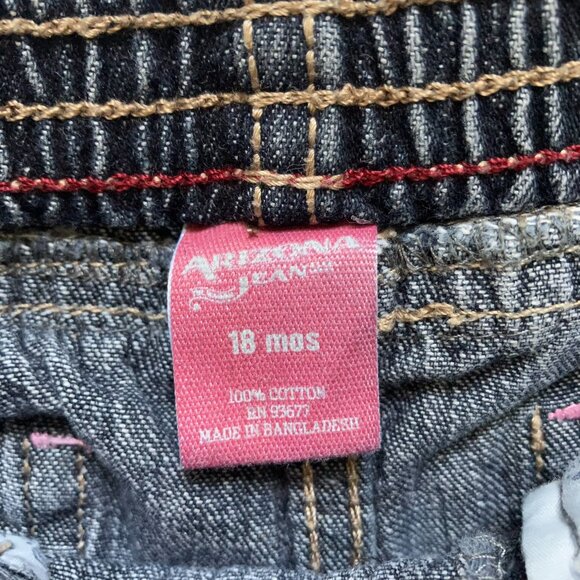 ARIZONA
JEAN CO
18 mos
100% COTTON
RN 93677
MADE IN BANGLADESH